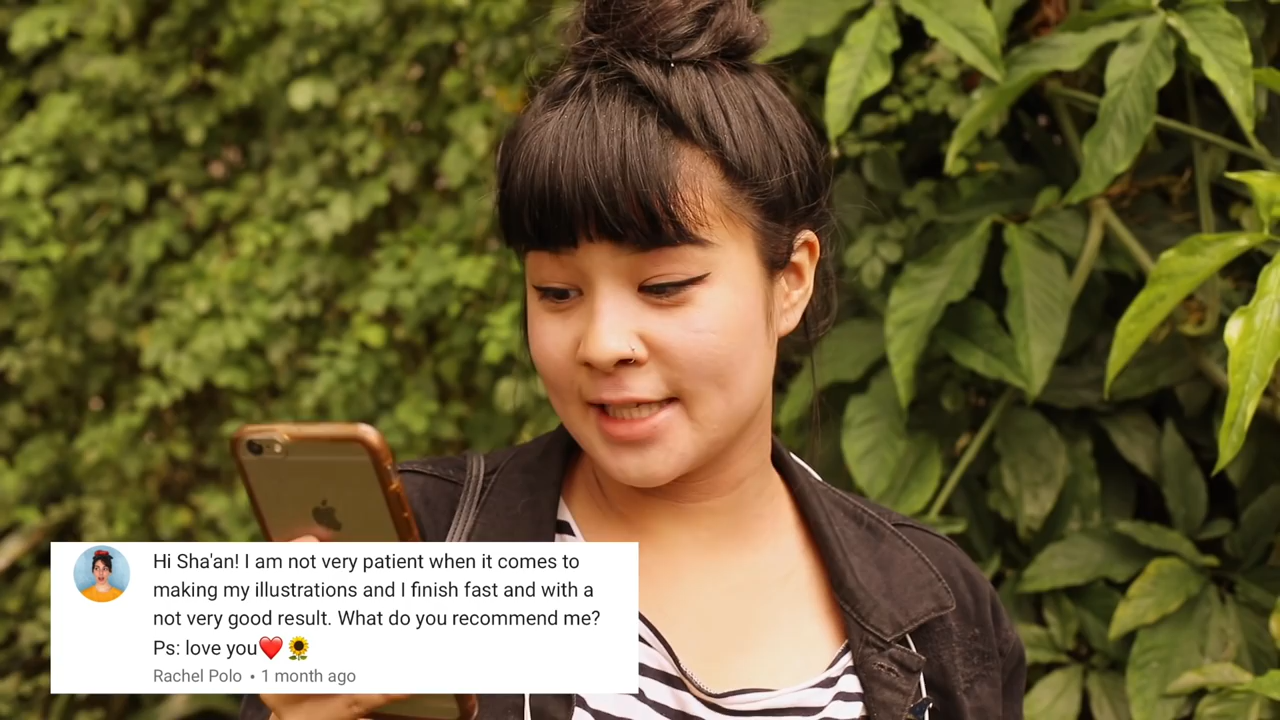 Hi Sha'an! I am not very patient when it comes to
making my illustrations and I finish fast and with a
not very good result. What do you recommend me?
Ps: love you❤️🌻
Rachel Polo • 1 month ago